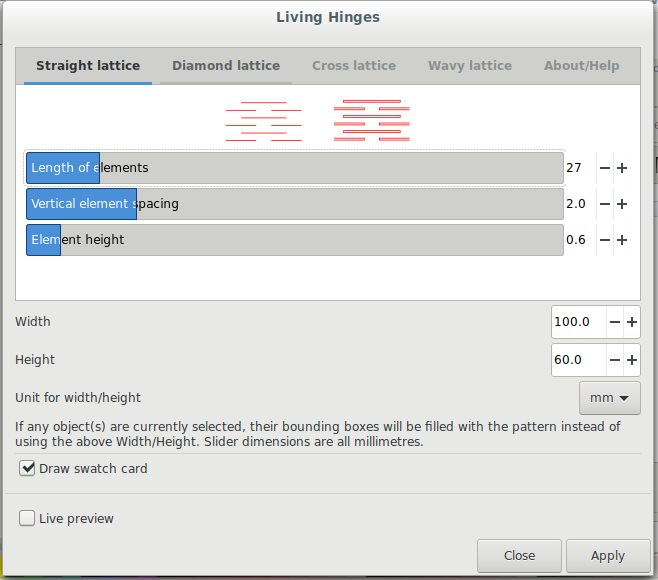 Living Hinges
Straight lattice Diamond lattice Cross lattice Wavy lattice About/Help
Length of elements 27 − +
Vertical element spacing 2.0 − +
Element height 0.6 − +
Width 100.0 − +
Height 60.0 − +
Unit for width/height mm
If any object(s) are currently selected, their bounding boxes will be filled with the pattern instead of
using the above Width/Height. Slider dimensions are all millimetres.
Draw swatch card
Live preview
Close Apply